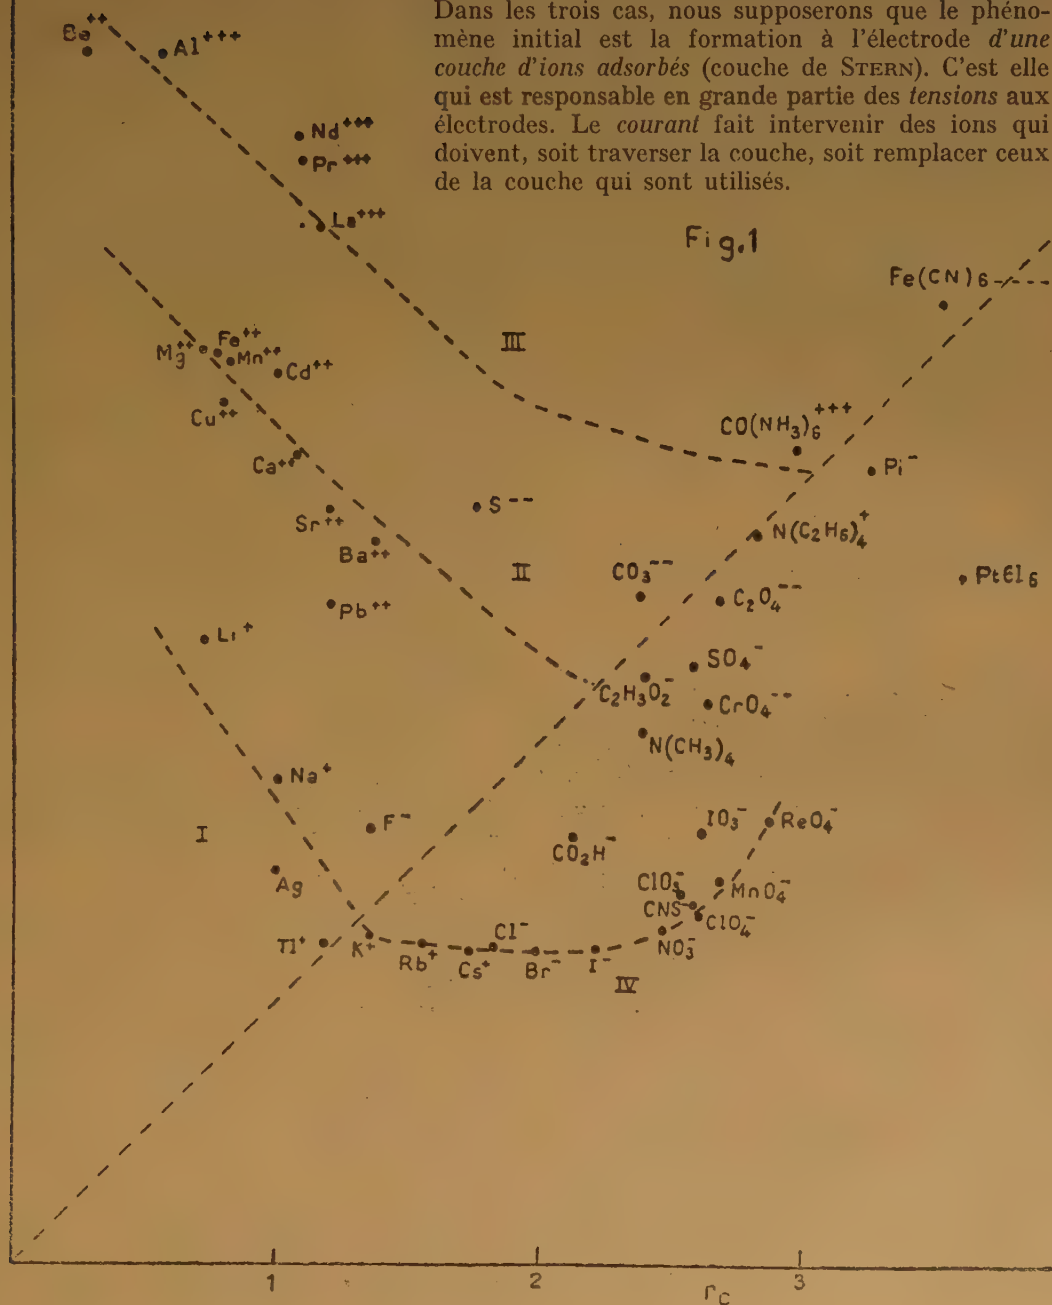 Dans les trois cas, nous supposerons que le phéno-
mène initial est la formation à l'électrode d'une
couche d'ions adsorbés (couche de STERN). C'est elle
qui est responsable en grande partie des tensions aux
électrodes. Le courant fait intervenir des ions qui
doivent, soit traverser la couche, soit remplacer ceux
de la couche qui sont utilisés.
Be++
Al+++
Nd+++
Pr+++
La+++
Fig.1
Fe(CN)6----
Mg++
Fe++
Mn++
Cd++
III
Cu++
CO(NH3)6+++
Ca++
Pi-
S--
Sr++
N(C2H6)4+
Ba++
II
CO3--
PtCl6
Pb++
C2O4--
Li+
SO4-
C2H3O2-
CrO4--
N(CH3)4
Na+
I
F-
IO3-
ReO4-
CO2H-
Ag
ClO3-
MnO4-
CNS-
ClO4-
Tl+
K+
Cl-
NO3-
Rb+
Cs+
Br-
I-
IV
1
2
3
rc